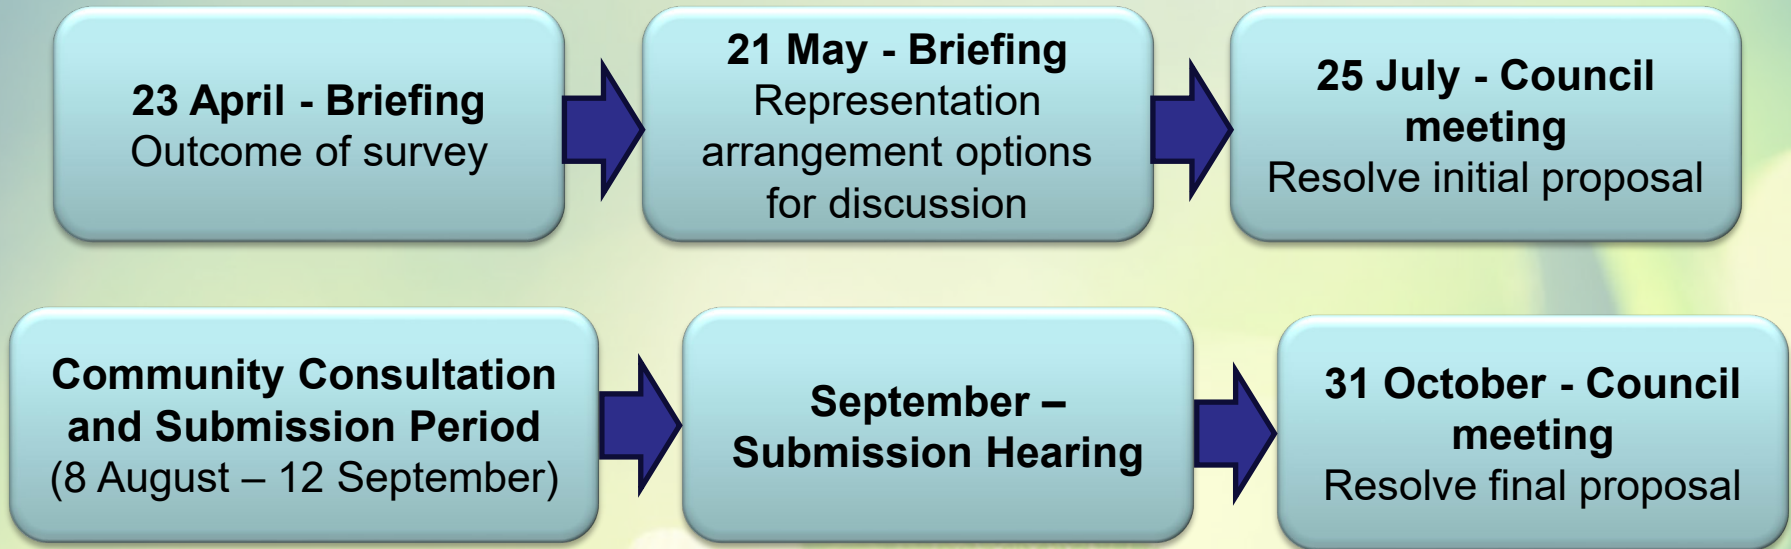 23 April - Briefing
Outcome of survey
21 May - Briefing
Representation
arrangement options
for discussion
25 July - Council
meeting
Resolve initial proposal
Community Consultation
and Submission Period
(8 August – 12 September)
September –
Submission Hearing
31 October - Council
meeting
Resolve final proposal